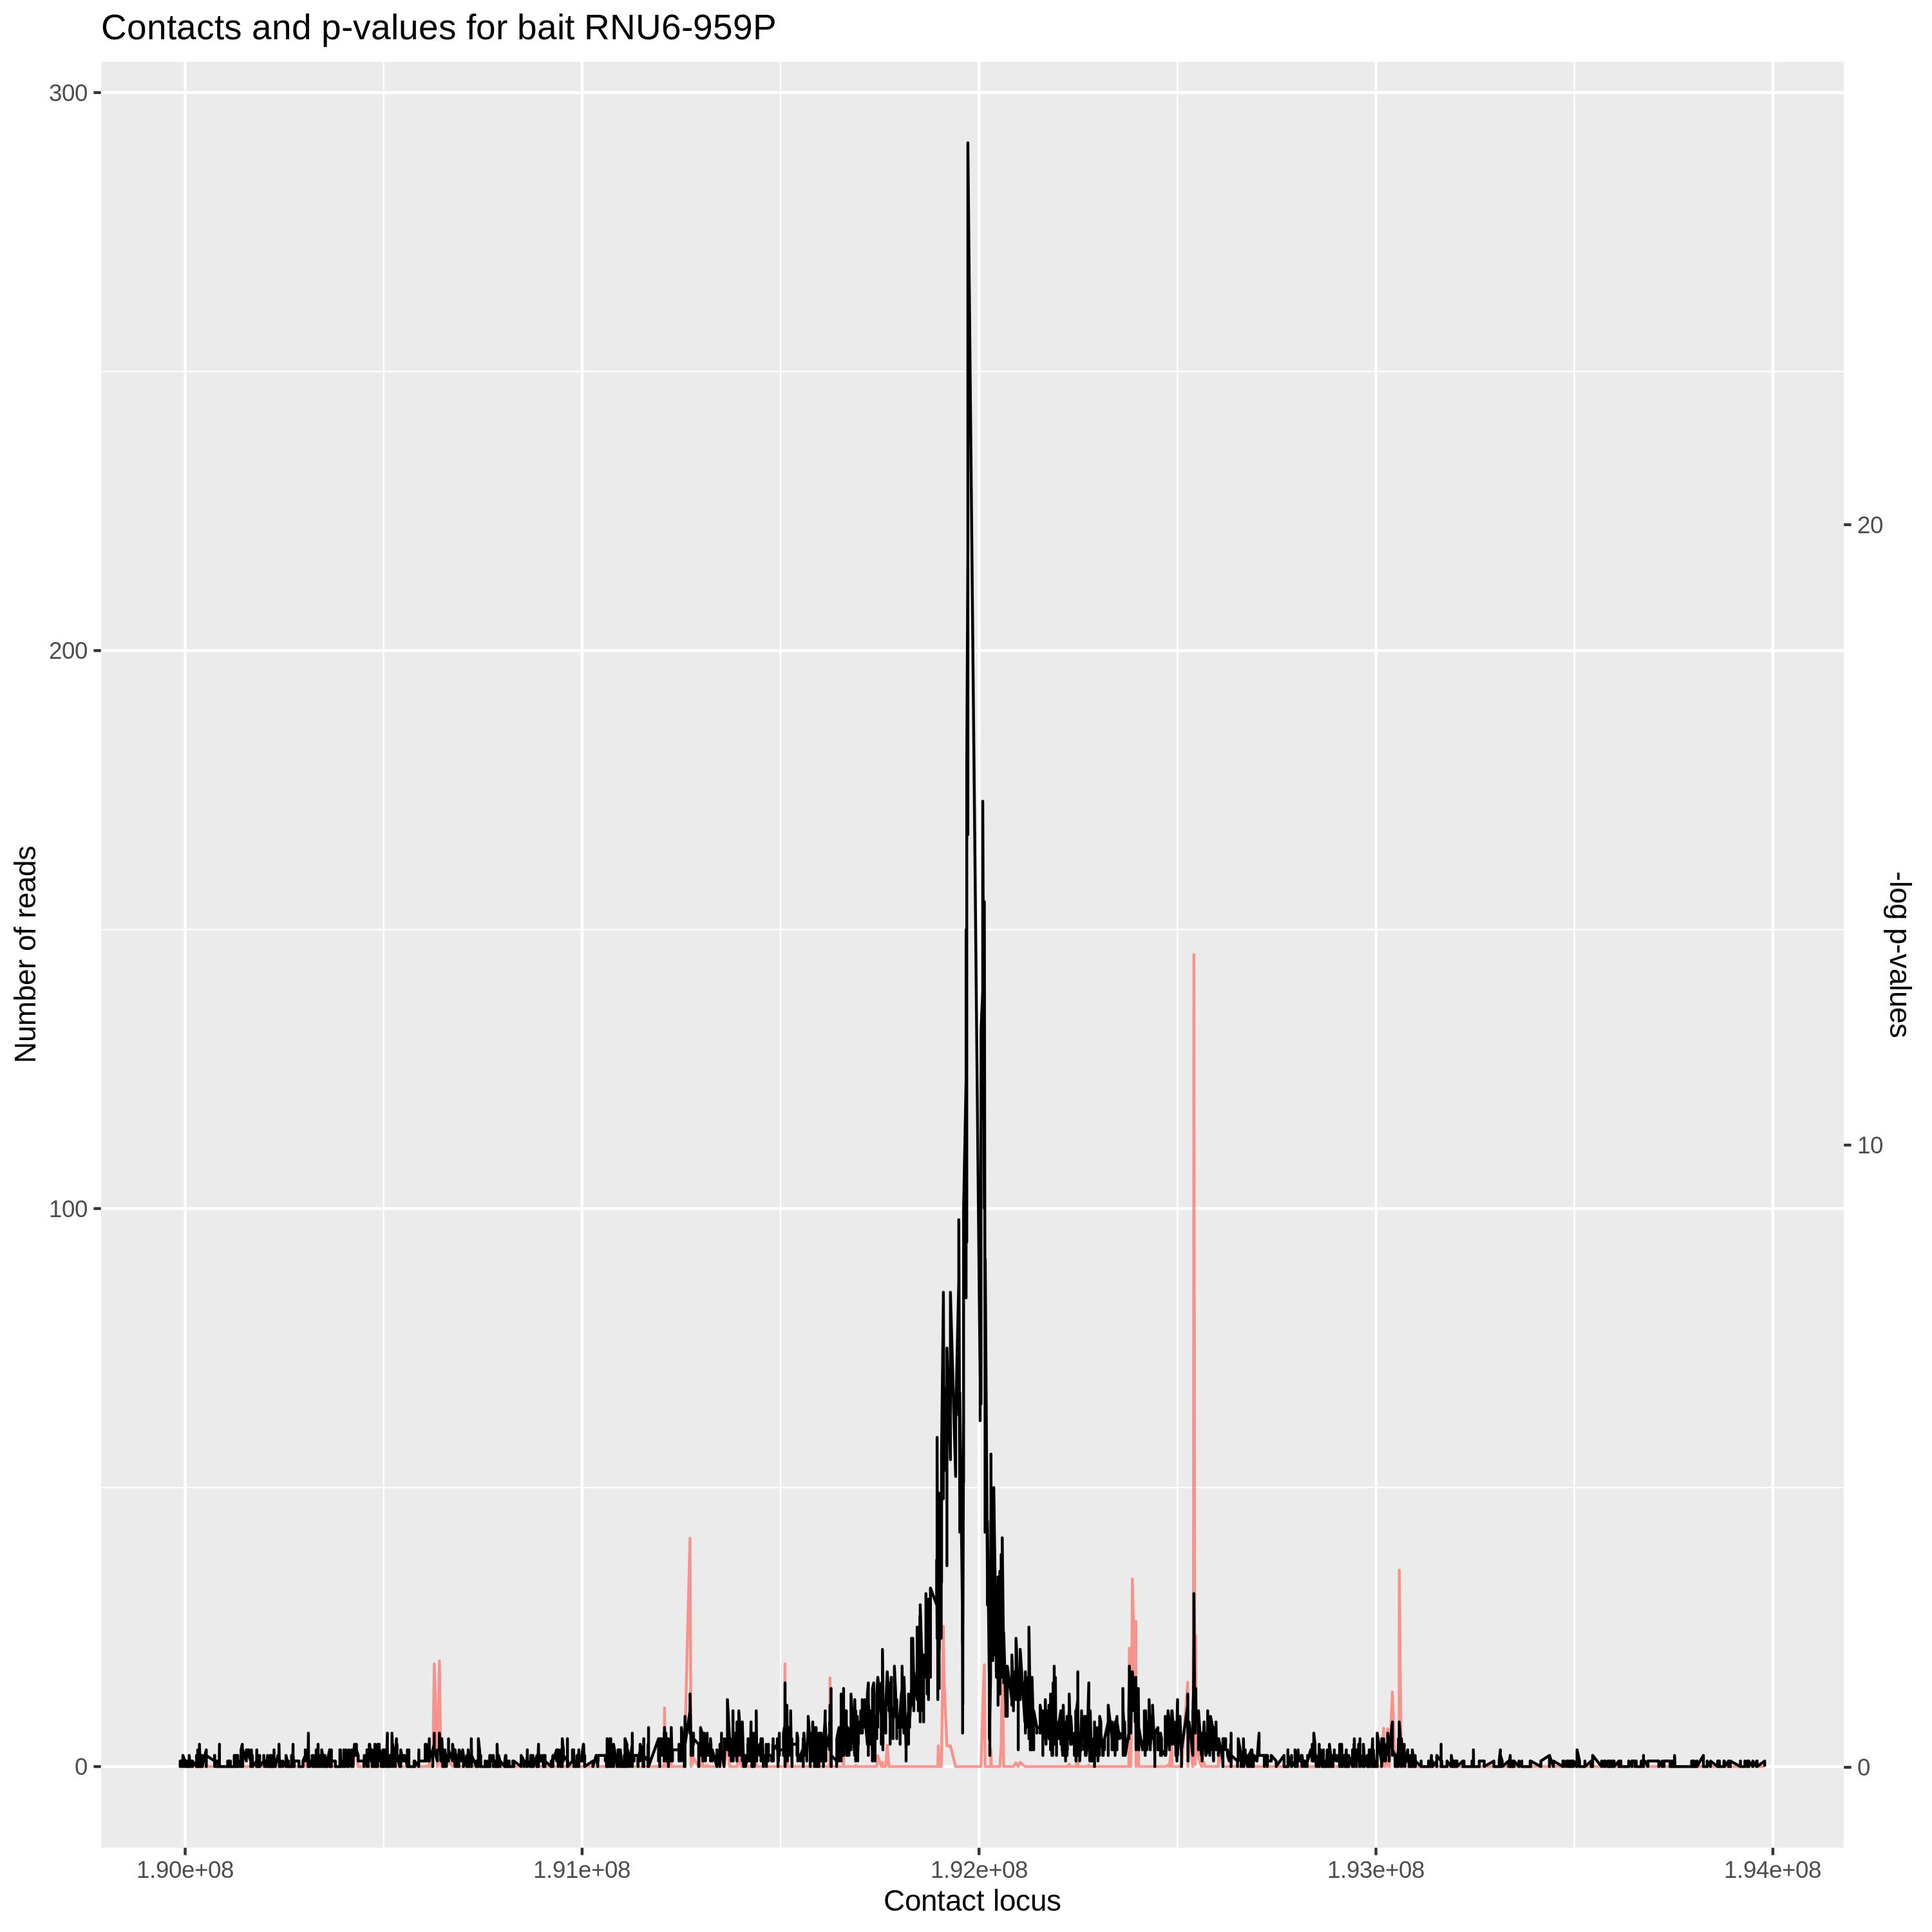 Contacts and p-values for bait RNU6-959P
300
200
100
0
Number of reads
20
10
0
-log p-values
1.90e+08
1.91e+08
1.92e+08
1.93e+08
1.94e+08
Contact locus